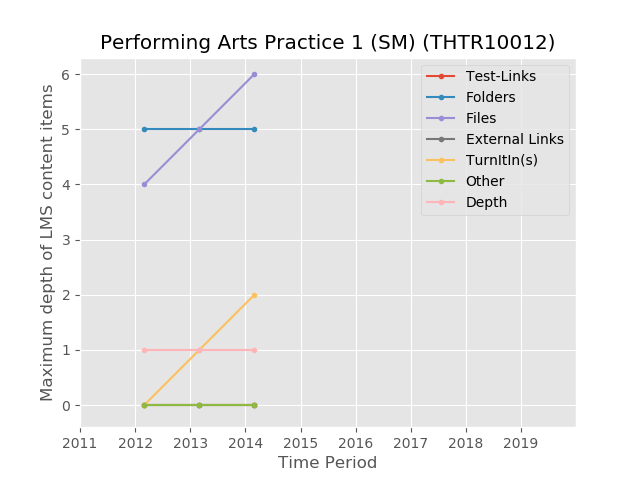 Performing Arts Practice 1 (SM) (THTR10012)
Test-Links
Folders
Files
External Links
TurnItIn(s)
Other
Depth
Maximum depth of LMS content items
6
5
4
3
2
1
0
2011 2012 2013 2014 2015 2016 2017 2018 2019
Time Period